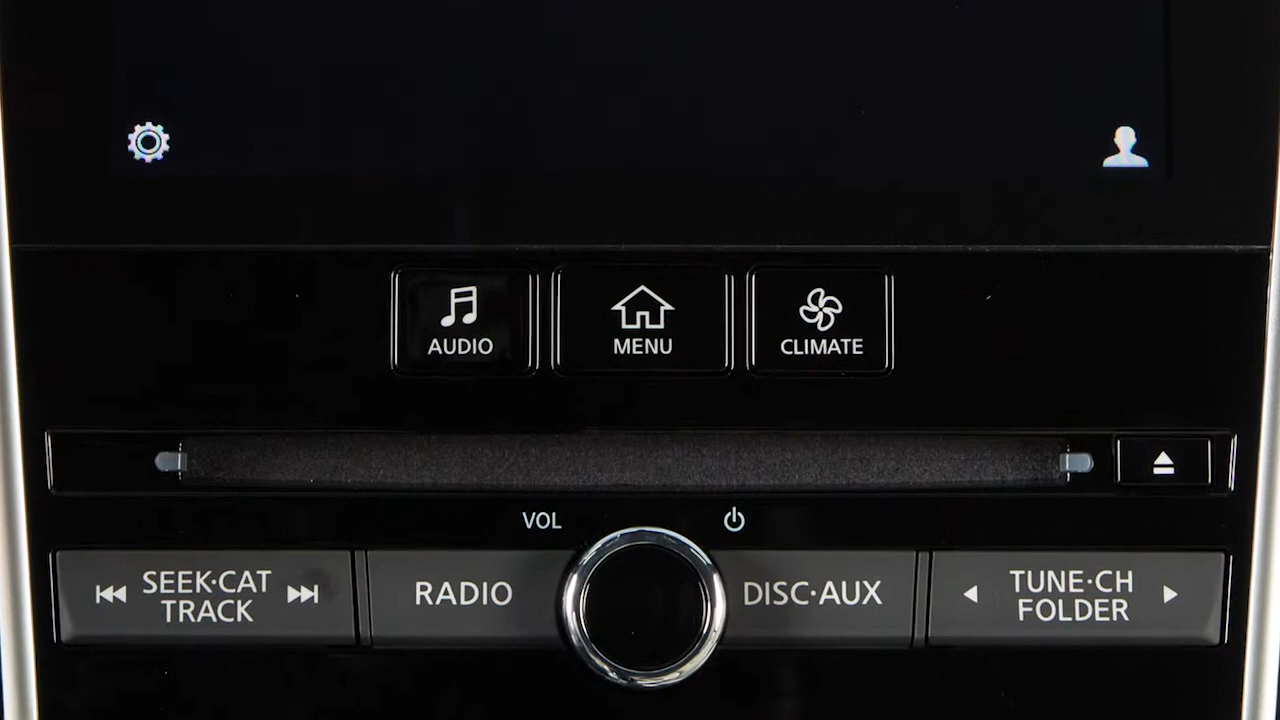 AUDIO
MENU
CLIMATE
VOL
SEEK·CAT
TRACK
RADIO
DISC·AUX
TUNE·CH
FOLDER